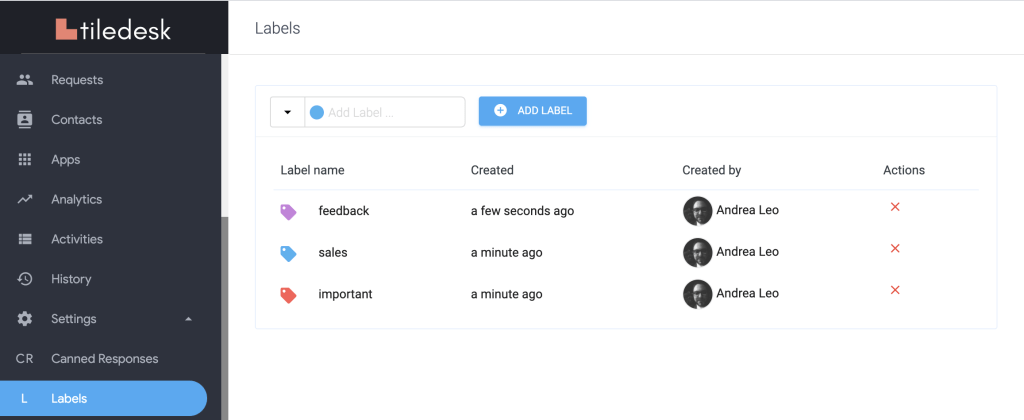 tiledesk
Labels
Requests
Contacts
Apps
Analytics
Activities
History
Settings
CR Canned Responses
L Labels
Add Label ...
ADD LABEL
Label name Created Created by Actions
feedback a few seconds ago Andrea Leo
sales a minute ago Andrea Leo
important a minute ago Andrea Leo